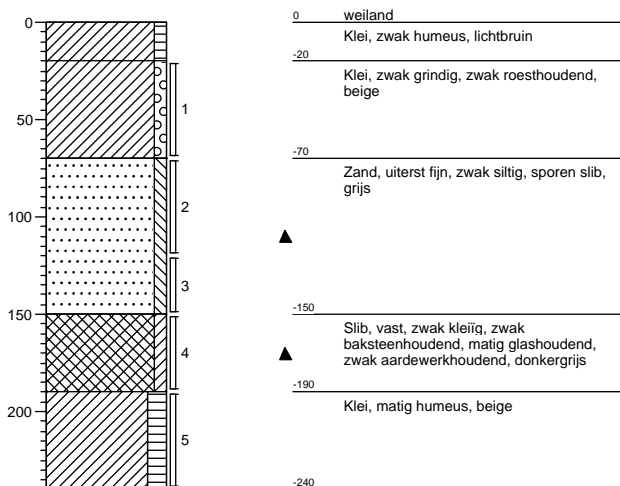 0
50
100
150
200
1
2
3
4
5
0 weiland
Klei, zwak humeus, lichtbruin
-20
Klei, zwak grindig, zwak roesthoudend,
beige
-70
Zand, uiterst fijn, zwak siltig, sporen slib,
grijs
-150
Slib, vast, zwak kleiïg, zwak
baksteenhoudend, matig glashoudend,
zwak aardewerkhoudend, donkergrijs
-190
Klei, matig humeus, beige
-240